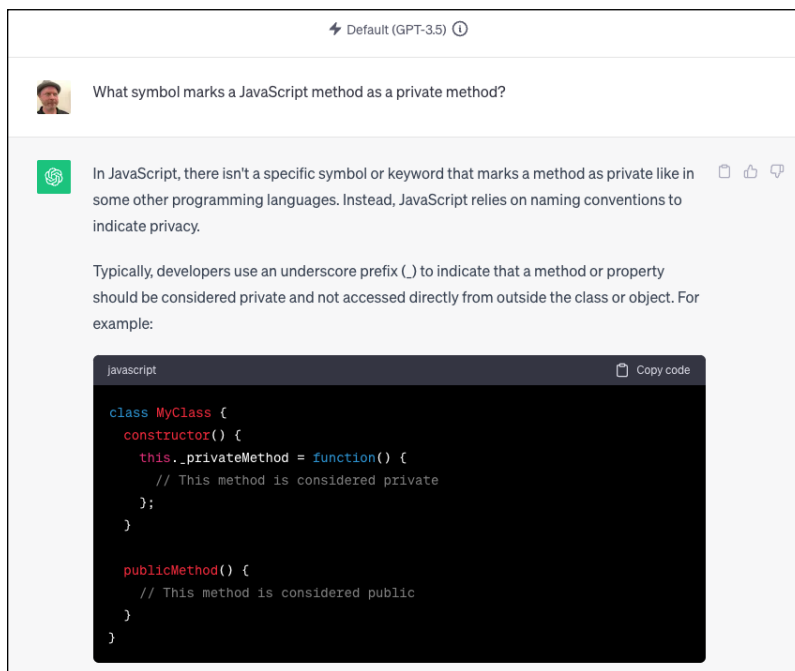 Default (GPT-3.5)
What symbol marks a JavaScript method as a private method?
In JavaScript, there isn't a specific symbol or keyword that marks a method as private like in
some other programming languages. Instead, JavaScript relies on naming conventions to
indicate privacy.
Typically, developers use an underscore prefix (_) to indicate that a method or property
should be considered private and not accessed directly from outside the class or object. For
example:
javascript Copy code
class MyClass {
  constructor() {
    this._privateMethod = function() {
      // This method is considered private
    };
  }

  publicMethod() {
    // This method is considered public
  }
}